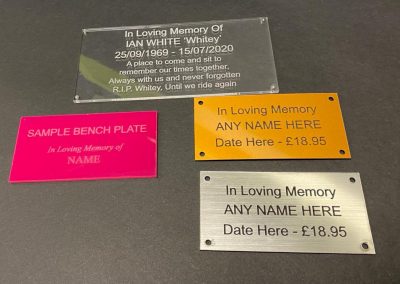 In Loving Memory Of
IAN WHITE 'Whitey'
25/09/1969 - 15/07/2020
A place to come and sit to
remember our times together,
Always with us and never forgotten
R.I.P. Whitey, Until we ride again
SAMPLE BENCH PLATE
In Loving Memory of
NAME
In Loving Memory
ANY NAME HERE
Date Here - £18.95
In Loving Memory
ANY NAME HERE
Date Here - £18.95